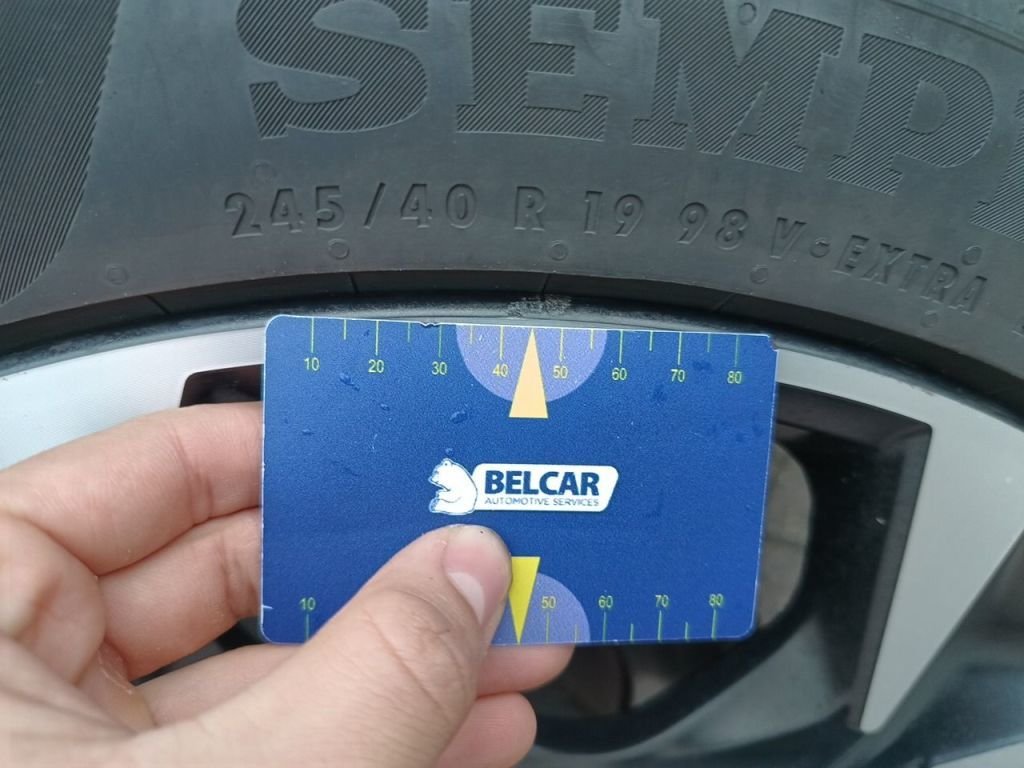 SEMP
245/40 R 19 98 V • EXTRA
10 20 30 40 50 60 70 80
BELCAR
AUTOMOTIVE SERVICES
10 50 60 70 80